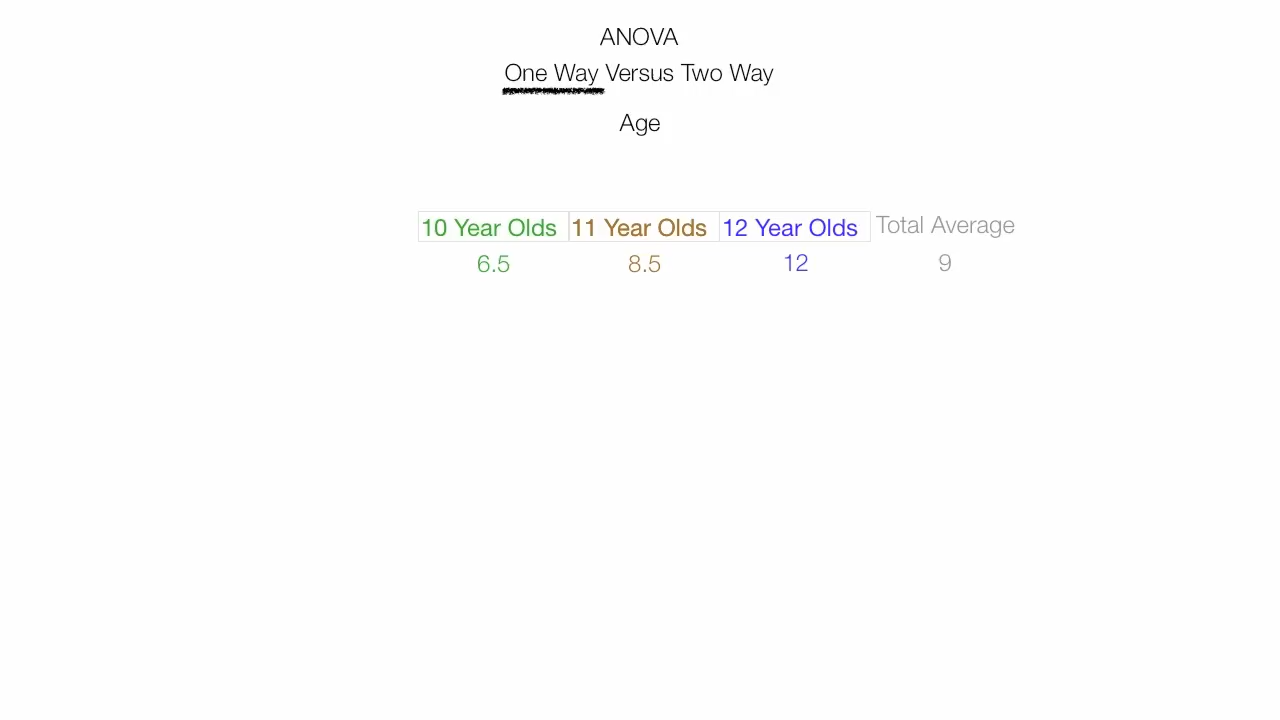 ANOVA
One Way Versus Two Way
Age
10 Year Olds 11 Year Olds 12 Year Olds Total Average
6.5 8.5 12 9